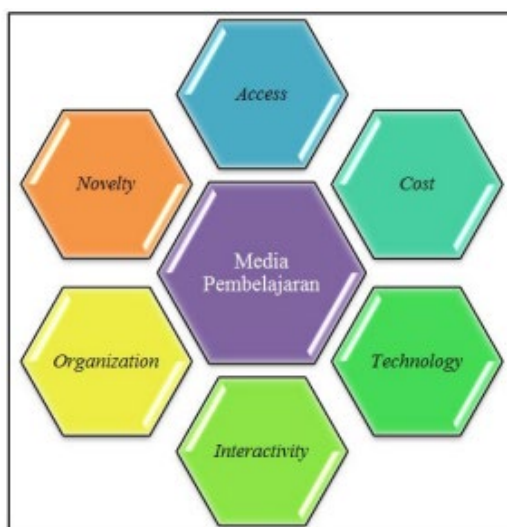 Access
Novelty
Cost
Media
Pembelajaran
Organization
Technology
Interactivity